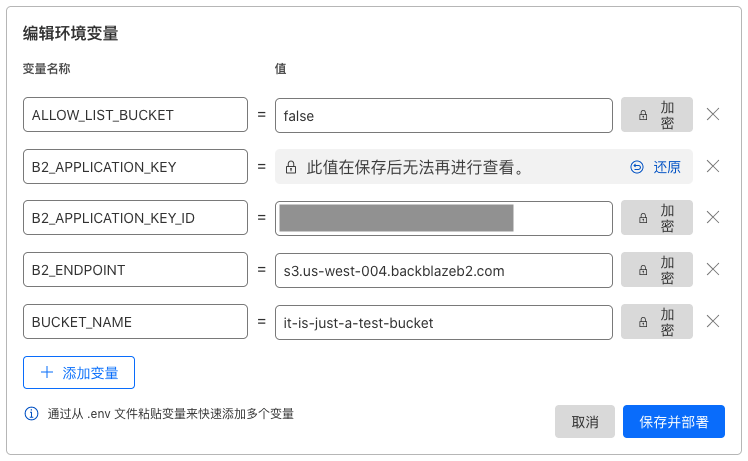 编辑环境变量
变量名称 值
ALLOW_LIST_BUCKET = false 加密
B2_APPLICATION_KEY = 此值在保存后无法再进行查看。 还原
B2_APPLICATION_KEY_ID = 加密
B2_ENDPOINT = s3.us-west-004.backblazeb2.com 加密
BUCKET_NAME = it-is-just-a-test-bucket 加密
添加变量
通过从 .env 文件粘贴变量来快速添加多个变量
取消 保存并部署